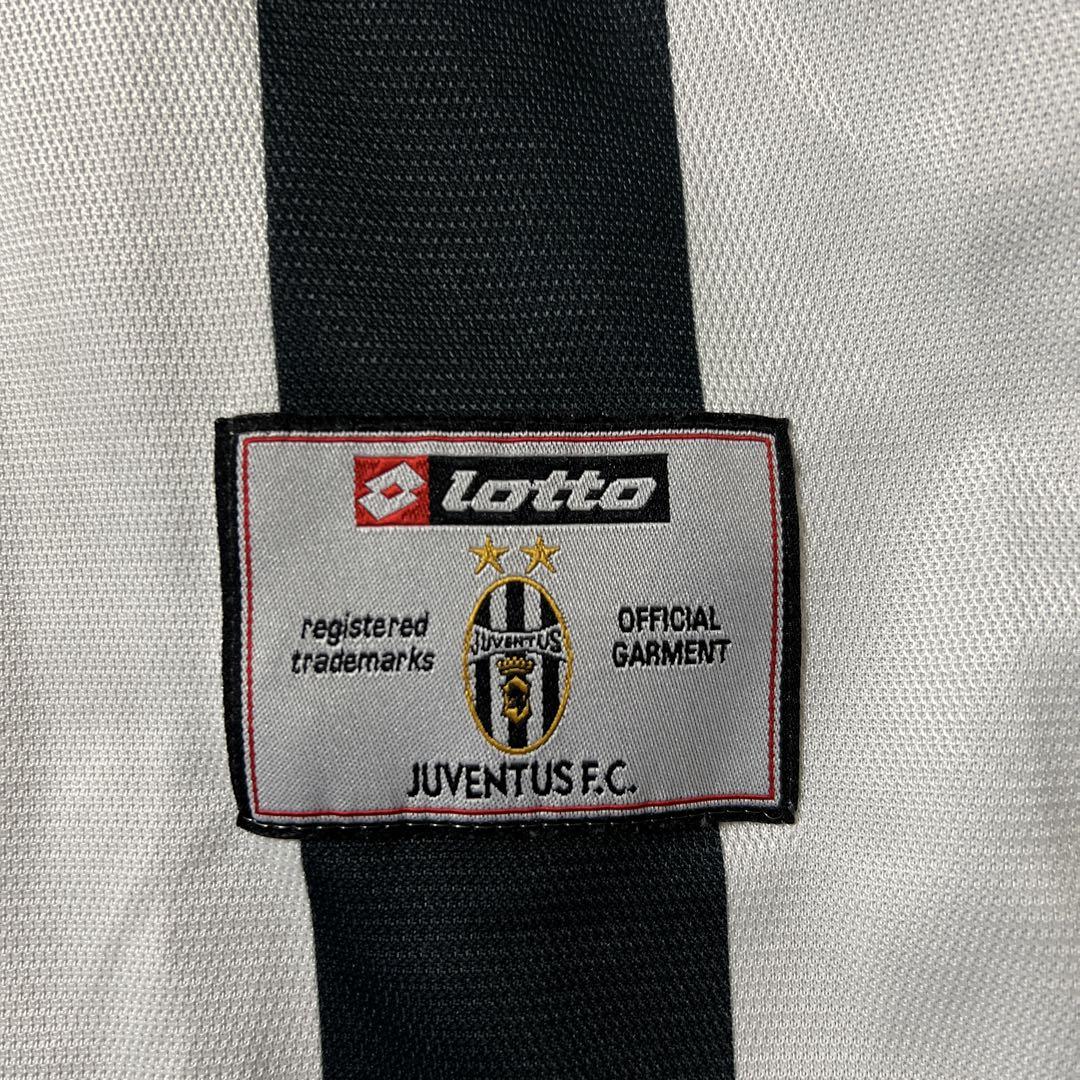 lotto
registered
trademarks
JUVENTUS
OFFICIAL
GARMENT
JUVENTUS F.C.